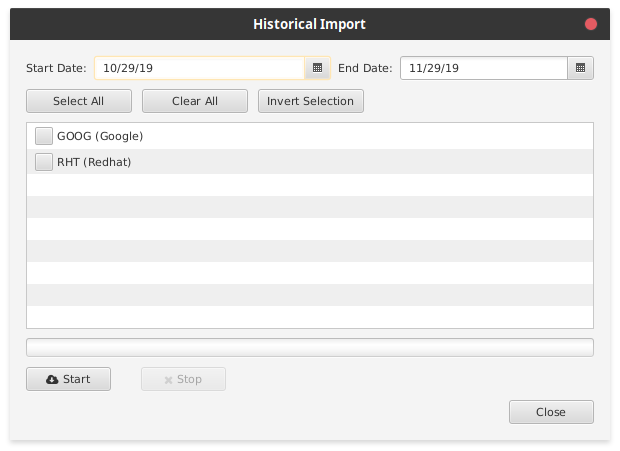 Historical Import
Start Date: 10/29/19 End Date: 11/29/19
Select All Clear All Invert Selection
GOOG (Google)
RHT (Redhat)
Start Stop
Close